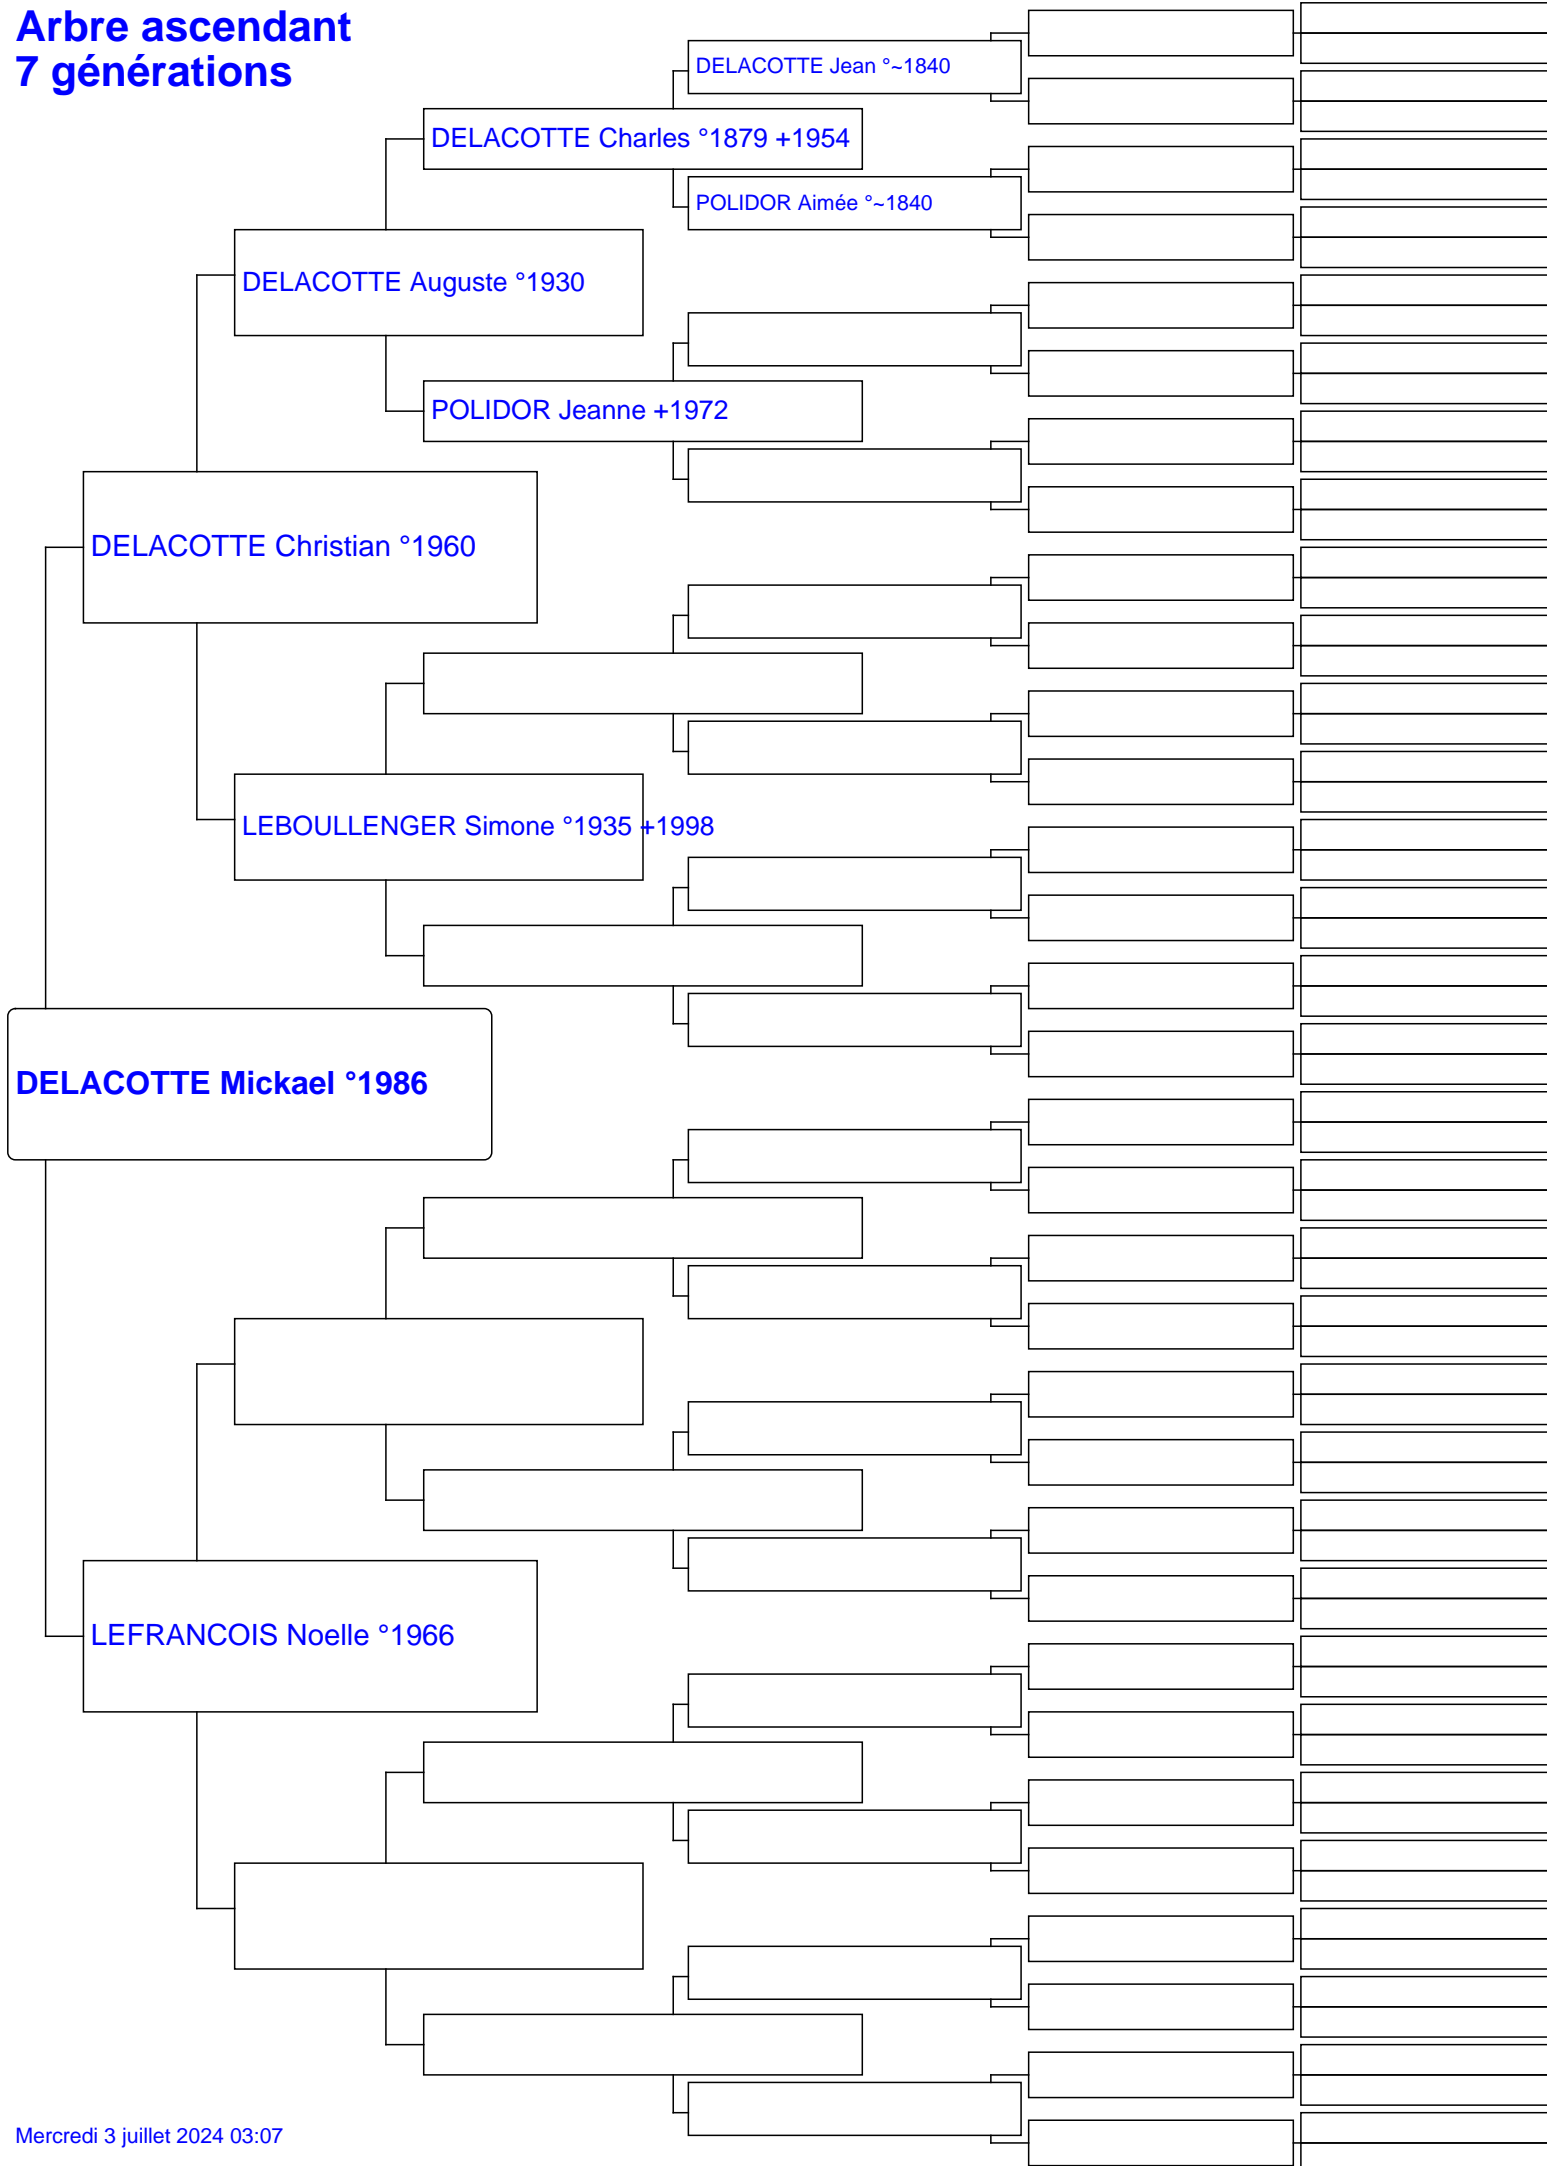 Arbre ascendant
7 générations
DELACOTTE Jean °~1840
DELACOTTE Charles °1879 +1954
POLIDOR Aimée °~1840
DELACOTTE Auguste °1930
POLIDOR Jeanne +1972
DELACOTTE Christian °1960
LEBOULLENGER Simone °1935 +1998
DELACOTTE Mickael °1986
LEFRANCOIS Noelle °1966
Mercredi 3 juillet 2024 03:07